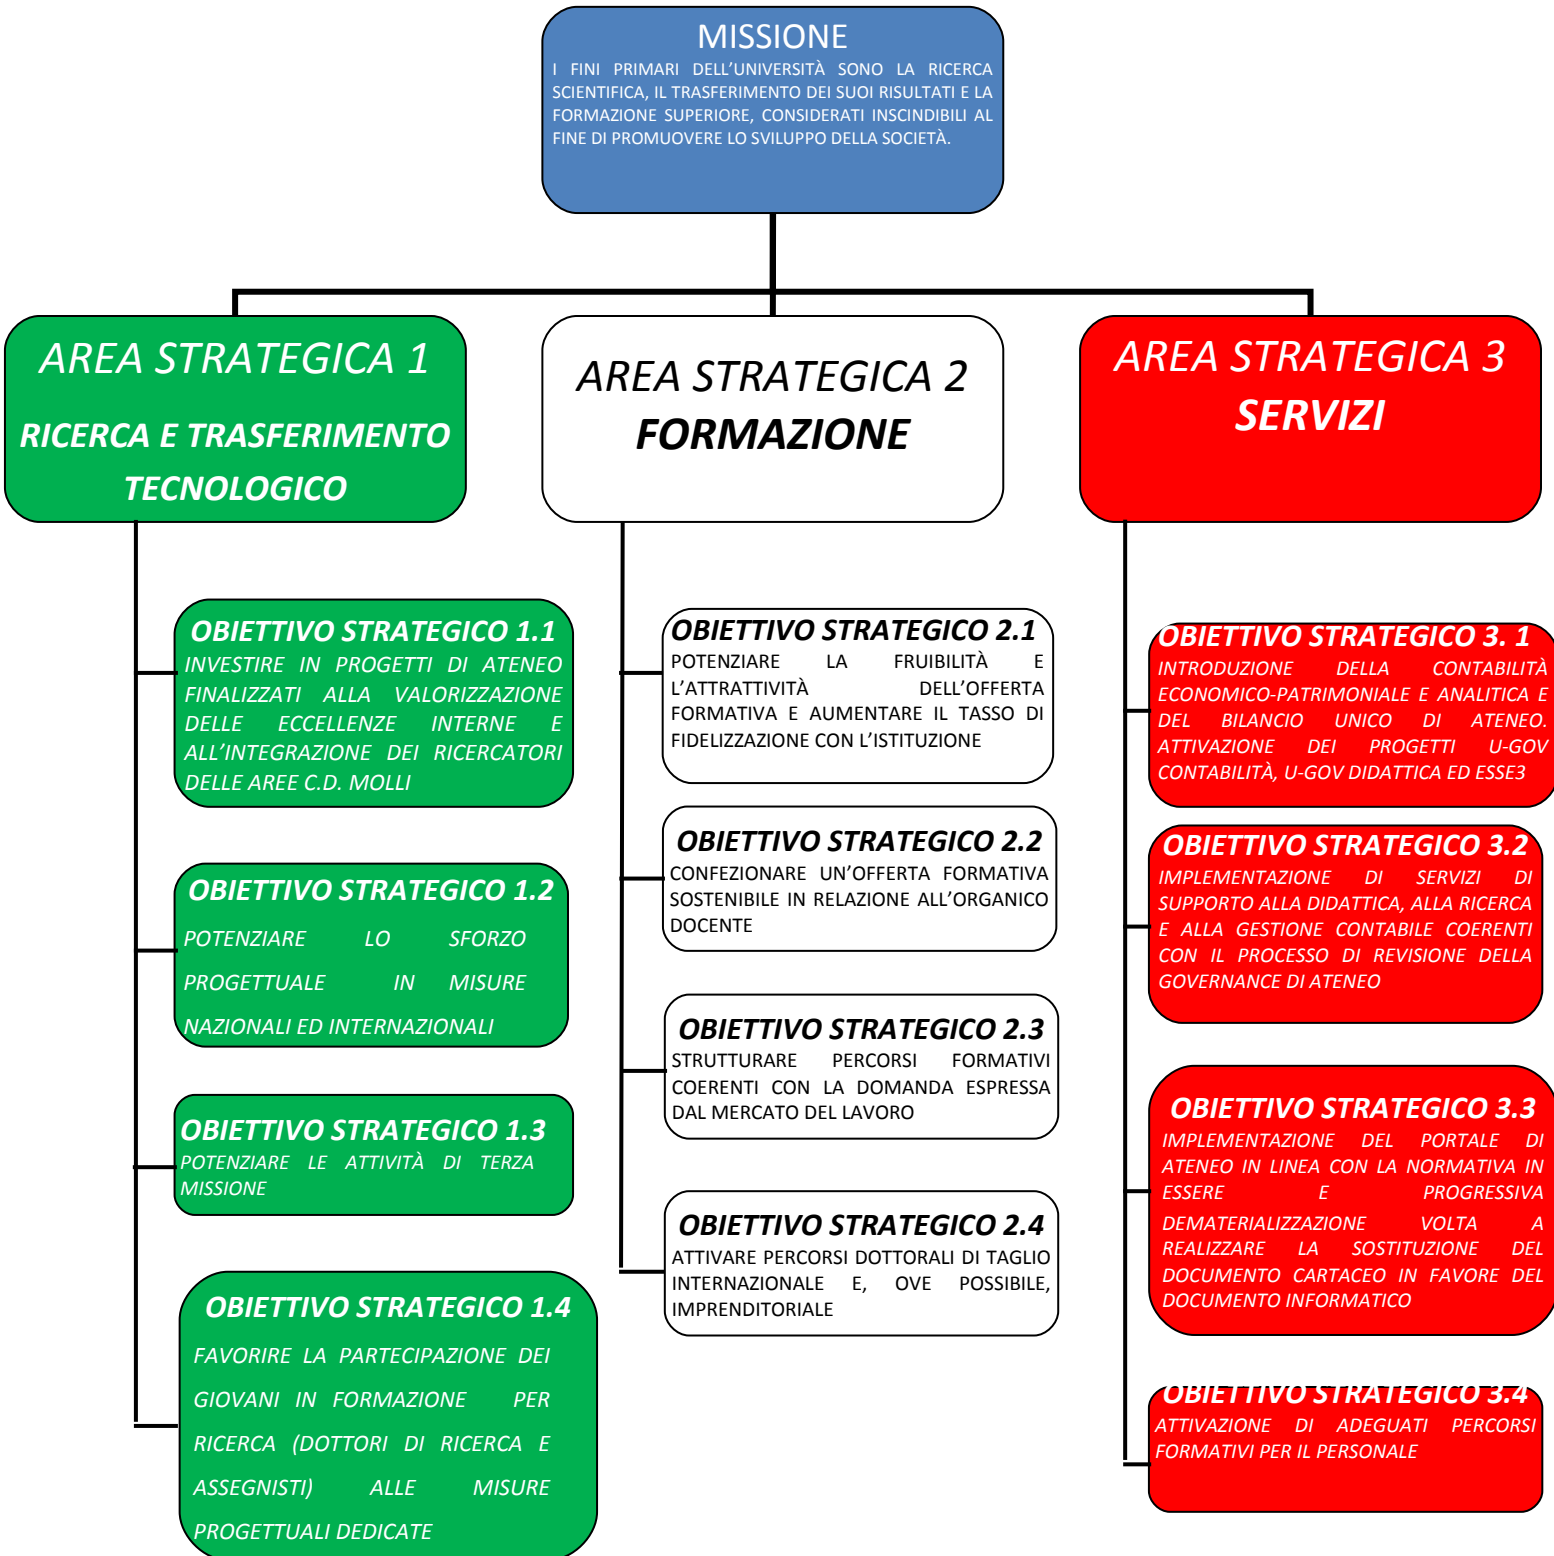 MISSIONE
I FINI PRIMARI DELL'UNIVERSITÀ SONO LA RICERCA
SCIENTIFICA, IL TRASFERIMENTO DEI SUOI RISULTATI E LA
FORMAZIONE SUPERIORE, CONSIDERATI INSCINDIBILI AL
FINE DI PROMUOVERE LO SVILUPPO DELLA SOCIETÀ.
AREA STRATEGICA 1
RICERCA E TRASFERIMENTO
TECNOLOGICO
OBIETTIVO STRATEGICO 1.1
INVESTIRE IN PROGETTI DI ATENEO
FINALIZZATI ALLA VALORIZZAZIONE
DELLE ECCELLENZE INTERNE E
ALL'INTEGRAZIONE DEI RICERCATORI
DELLE AREE C.D. MOLLI
OBIETTIVO STRATEGICO 1.2
POTENZIARE LO SFORZO
PROGETTUALE IN MISURE
NAZIONALI ED INTERNAZIONALI
OBIETTIVO STRATEGICO 1.3
POTENZIARE LE ATTIVITÀ DI TERZA
MISSIONE
OBIETTIVO STRATEGICO 1.4
FAVORIRE LA PARTECIPAZIONE DEI
GIOVANI IN FORMAZIONE PER
RICERCA (DOTTORI DI RICERCA E
ASSEGNISTI) ALLE MISURE
PROGETTUALI DEDICATE
AREA STRATEGICA 2
FORMAZIONE
OBIETTIVO STRATEGICO 2.1
POTENZIARE LA FRUIBILITÀ E
L'ATTRATTIVITÀ DELL'OFFERTA
FORMATIVA E AUMENTARE IL TASSO DI
FIDELIZZAZIONE CON L'ISTITUZIONE
OBIETTIVO STRATEGICO 2.2
CONFEZIONARE UN'OFFERTA FORMATIVA
SOSTENIBILE IN RELAZIONE ALL'ORGANICO
DOCENTE
OBIETTIVO STRATEGICO 2.3
STRUTTURARE PERCORSI FORMATIVI
COERENTI CON LA DOMANDA ESPRESSA
DAL MERCATO DEL LAVORO
OBIETTIVO STRATEGICO 2.4
ATTIVARE PERCORSI DOTTORALI DI TAGLIO
INTERNAZIONALE E, OVE POSSIBILE,
IMPRENDITORIALE
AREA STRATEGICA 3
SERVIZI
OBIETTIVO STRATEGICO 3. 1
INTRODUZIONE DELLA CONTABILITÀ
ECONOMICO-PATRIMONIALE E ANALITICA E
DEL BILANCIO UNICO DI ATENEO.
ATTIVAZIONE DEI PROGETTI U-GOV
CONTABILITÀ, U-GOV DIDATTICA ED ESSE3
OBIETTIVO STRATEGICO 3.2
IMPLEMENTAZIONE DI SERVIZI DI
SUPPORTO ALLA DIDATTICA, ALLA RICERCA
E ALLA GESTIONE CONTABILE COERENTI
CON IL PROCESSO DI REVISIONE DELLA
GOVERNANCE DI ATENEO
OBIETTIVO STRATEGICO 3.3
IMPLEMENTAZIONE DEL PORTALE DI
ATENEO IN LINEA CON LA NORMATIVA IN
ESSERE E PROGRESSIVA
DEMATERIALIZZAZIONE VOLTA A
REALIZZARE LA SOSTITUZIONE DEL
DOCUMENTO CARTACEO IN FAVORE DEL
DOCUMENTO INFORMATICO
OBIETTIVO STRATEGICO 3.4
ATTIVAZIONE DI ADEGUATI PERCORSI
FORMATIVI PER IL PERSONALE